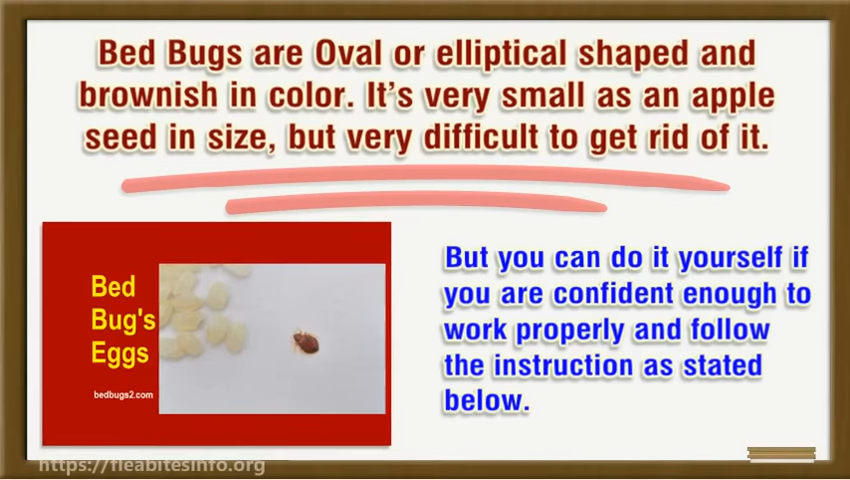 Bed Bugs are Oval or elliptical shaped and
brownish in color. It's very small as an apple
seed in size, but very difficult to get rid of it.
Bed
Bug's
Eggs
bedbugs2.com
But you can do it yourself if
you are confident enough to
work properly and follow
the instruction as stated
below.
https://fleabitesinfo.org